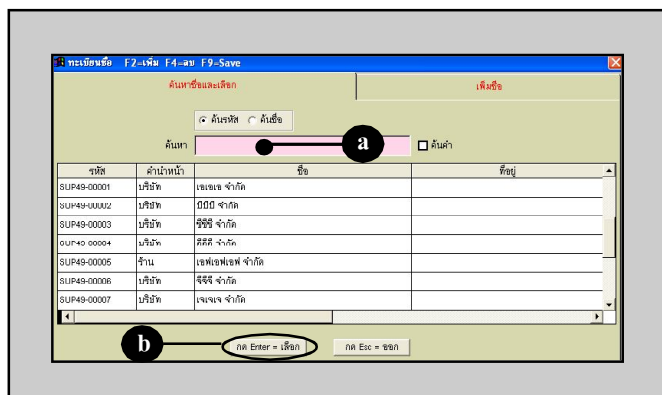 ทะเบียนชื่อ F2=เพิ่ม F4=ลบ F9=Save
ค้นหาชื่อและเลือก เพิ่มชื่อ
ค้นรหัส ค้นชื่อ
ค้นหา a ค้นคำ
รหัส คำนำหน้า ชื่อ ที่อยู่
SUP49-00001 บริษัท เอเอเอ จำกัด
SUP49-00002 บริษัท บีบีบี จำกัด
SUP49-00003 บริษัท ซีซีซี จำกัด
SUP49-00004 บริษัท ดีดีดี จำกัด
SUP49-00005 ร้าน เอฟเอฟเอฟ จำกัด
SUP49-00006 บริษัท จีจีจี จำกัด
SUP49-00007 บริษัท เจเจเจ จำกัด
b กด Enter = เลือก กด Esc = ออก